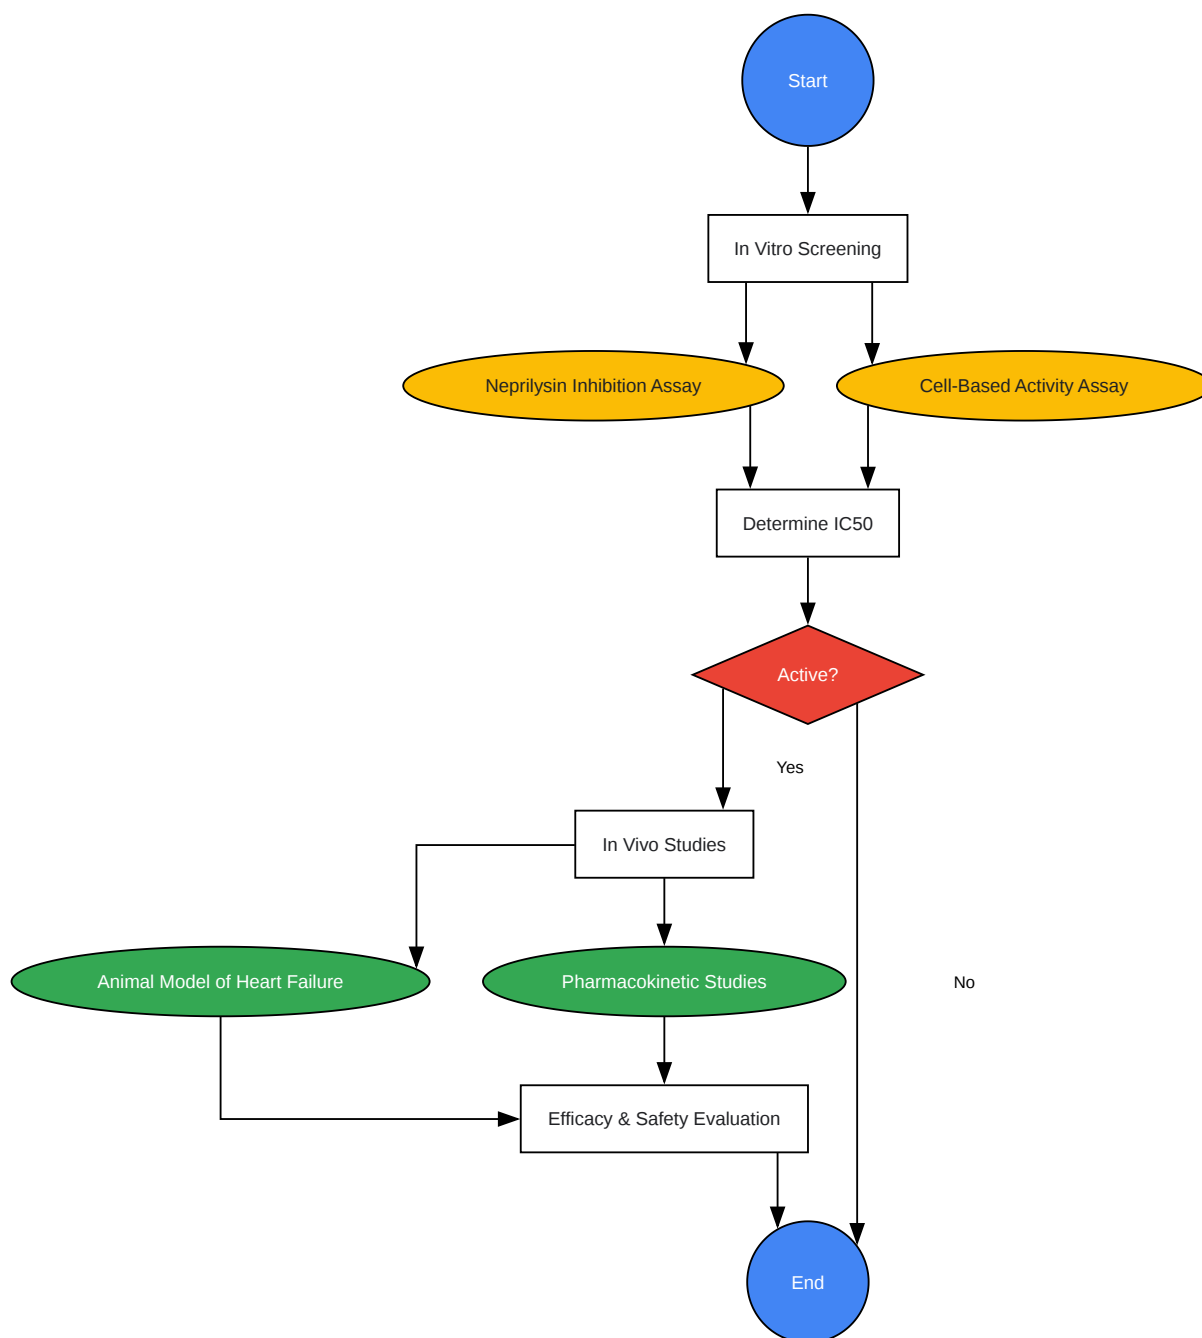 Start
In Vitro Screening
Neprilysin Inhibition Assay
Cell-Based Activity Assay
Determine IC50
Active?
Yes
In Vivo Studies
Animal Model of Heart Failure
Pharmacokinetic Studies
No
Efficacy & Safety Evaluation
End